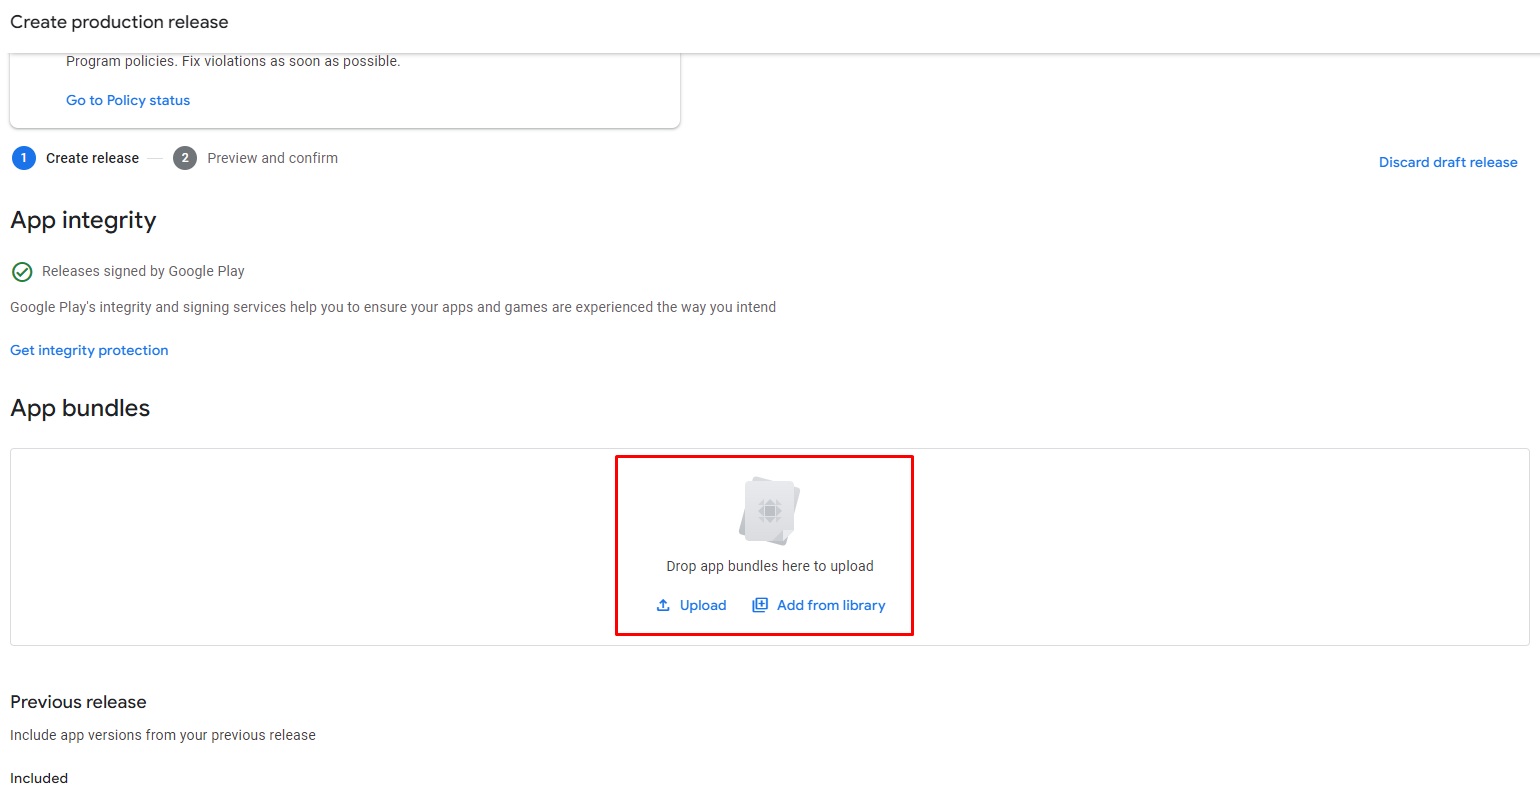 Create production release
Program policies. Fix violations as soon as possible.
Go to Policy status
1 Create release 2 Preview and confirm
Discard draft release
App integrity
Releases signed by Google Play
Google Play's integrity and signing services help you to ensure your apps and games are experienced the way you intend
Get integrity protection
App bundles
Drop app bundles here to upload
Upload Add from library
Previous release
Include app versions from your previous release
Included